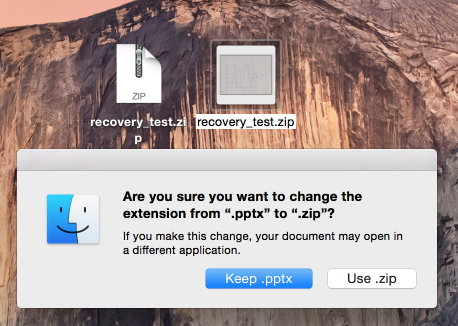 ZIP
recovery_test.zi
p
recovery_test.zip
Are you sure you want to change the
extension from “.pptx” to “.zip”?
If you make this change, your document may open in
a different application.
Keep .pptx
Use .zip